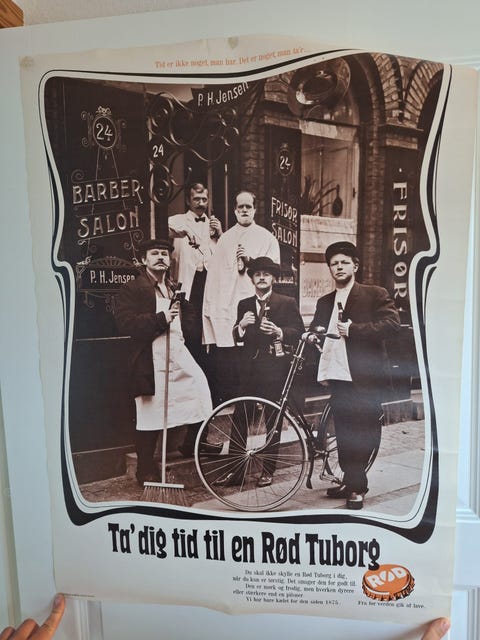 Tid er ikke noget, man har. Det er noget, man ta'r...
P. H. JENSEN
24
24
24
BARBER-
SALON
FRISØR
SALON
FRISØR
P. H. JENSEN
Ta' dig tid til en Rød Tuborg
Du skal ikke skylle en Rød Tuborg i dig,
når du kun er tørstig. Det smager den for godt til.
Den er mørk og frodig, men hverken dyrere
eller stærkere end en pilsner.
Vi har bare kaldet for den siden 1875.
RØD
Fra før verden gik af lave.